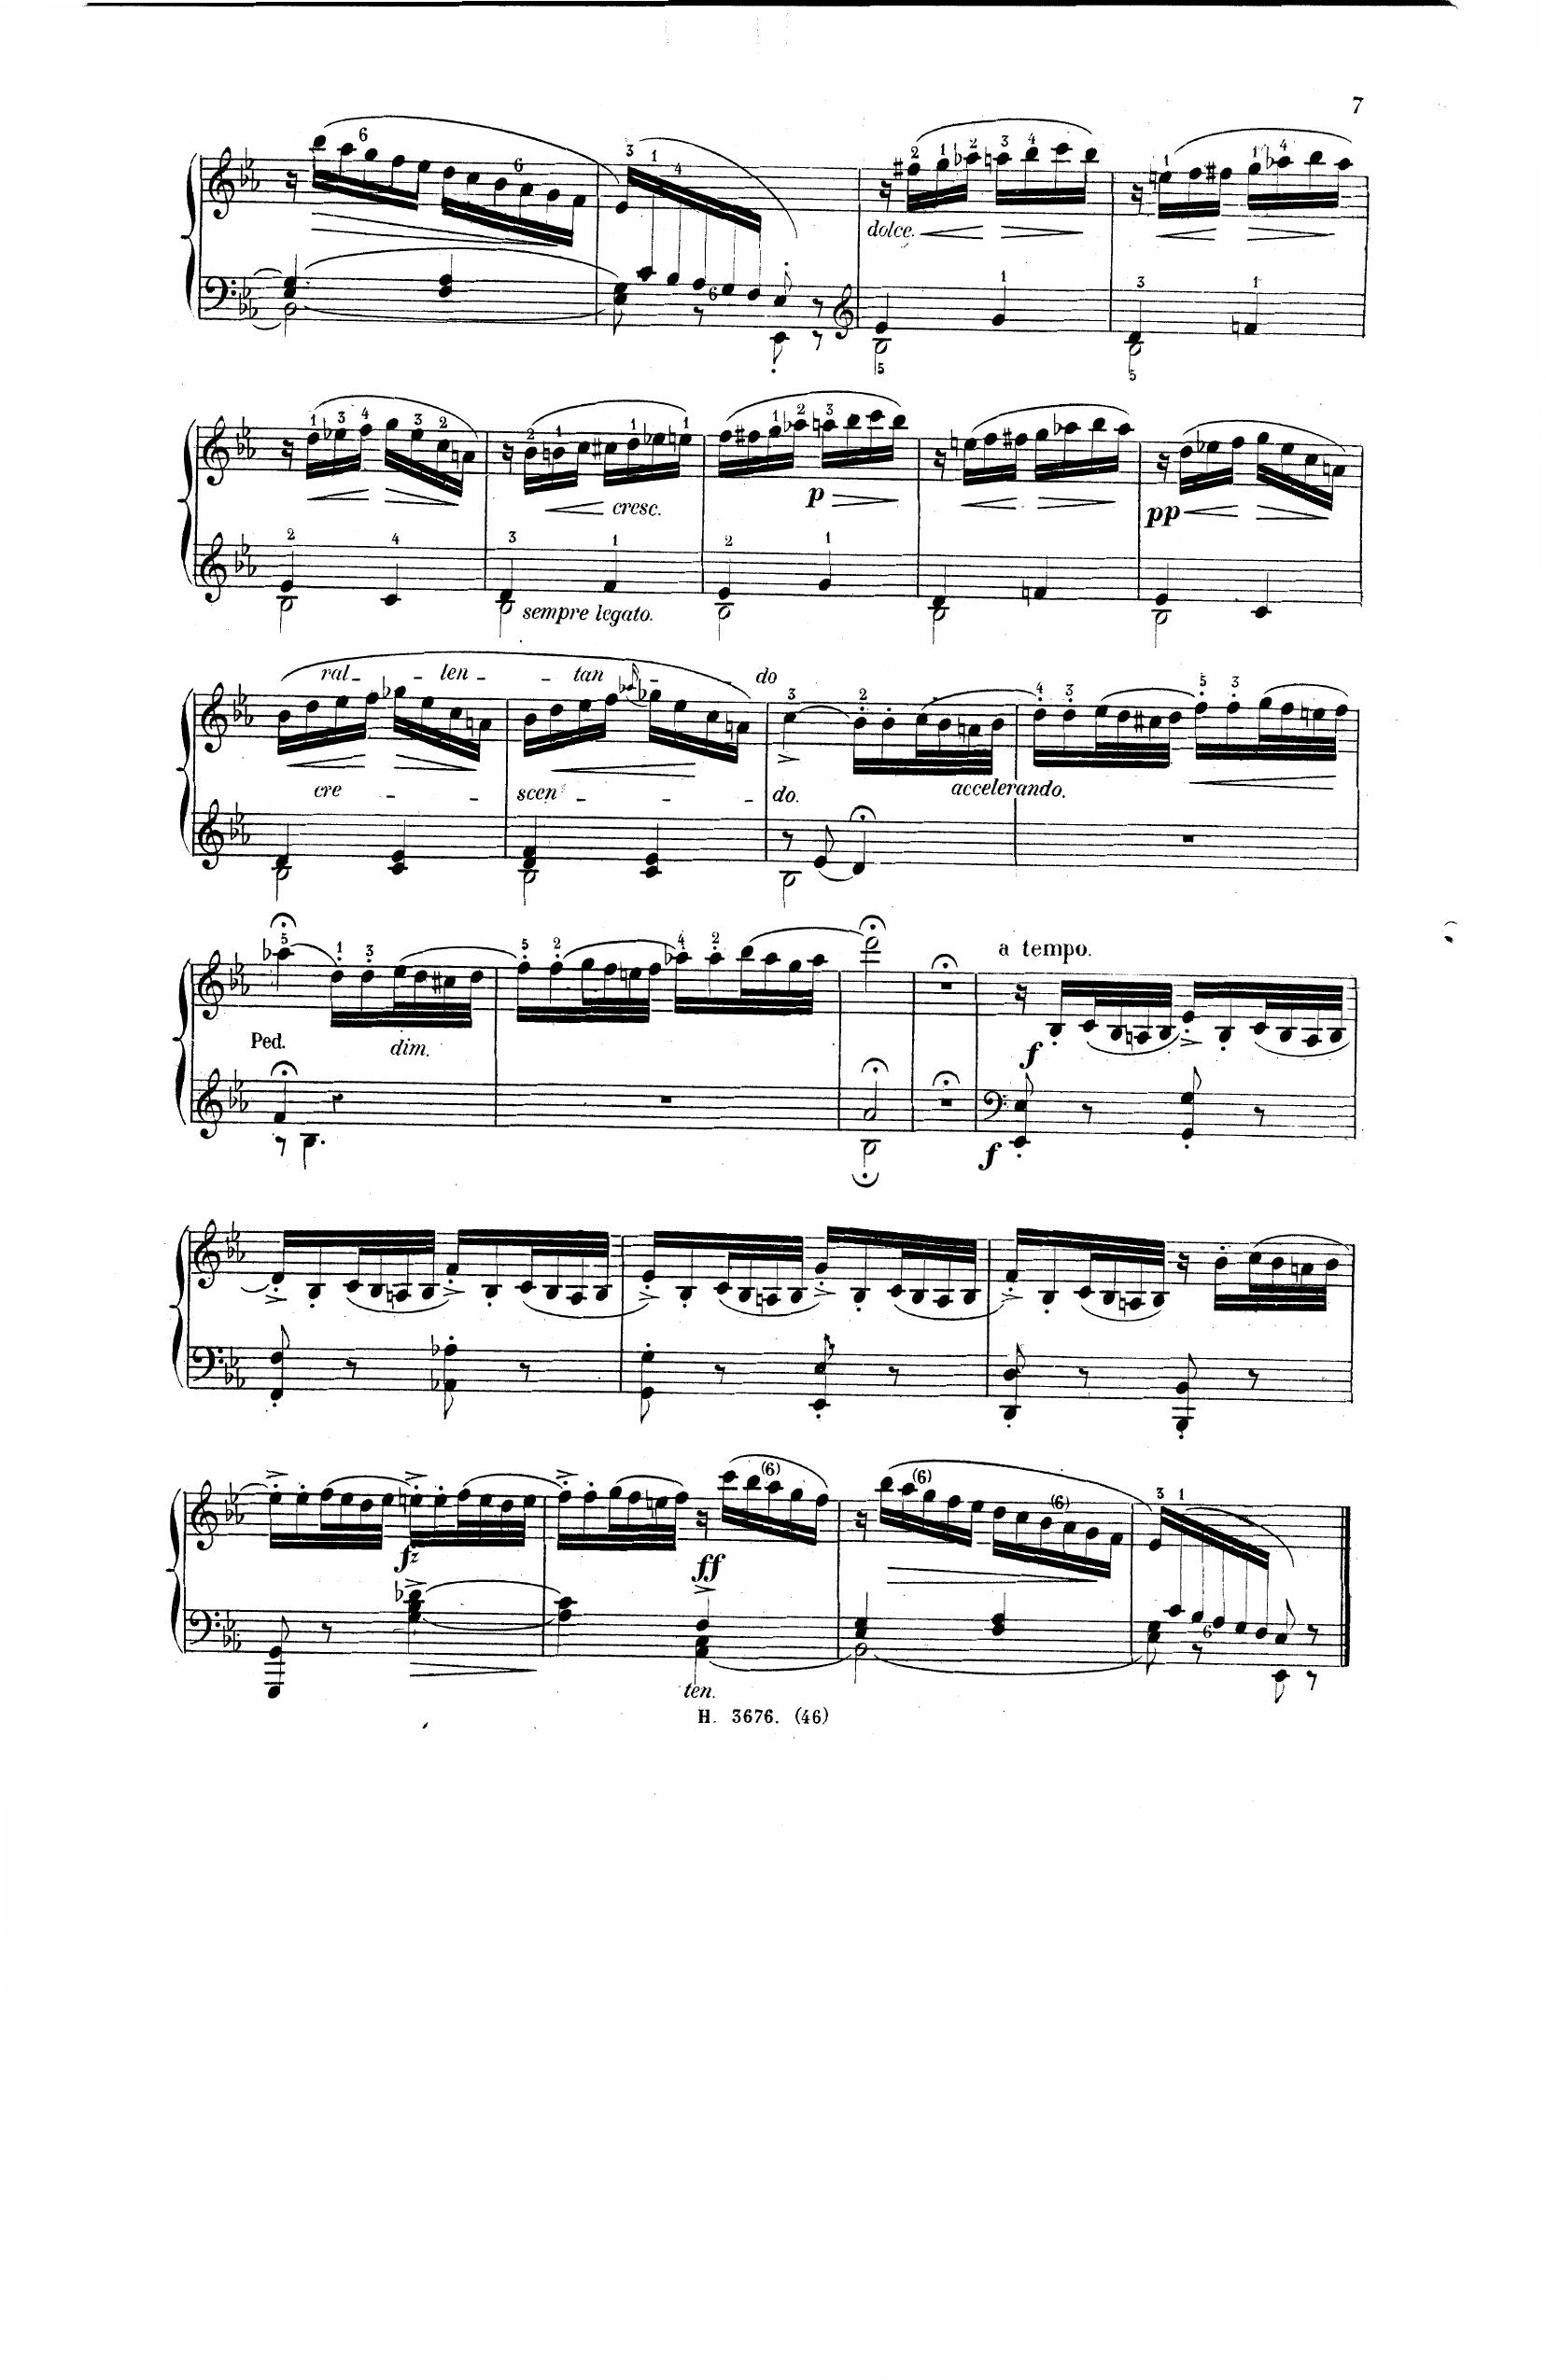 7
6 6 3 1 4 2 1 2 3 4 1 1 4
dolce.
6 1 3 1
5 5
1 3 4 3 2 2 1 1 1 1 2 3
p pp
cresc.
2 4 3 1 2 1
sempre legato.
ral - - len - - tan - - do
3 2 4 3 5 3
cre - - scen - - - do. accelerando.
a tempo.
5 1 3 5 2 4 2
Ped. dim. f
f
fz ff
(6) (6) (6) 3 1
6
ten.
H. 3676. (46)